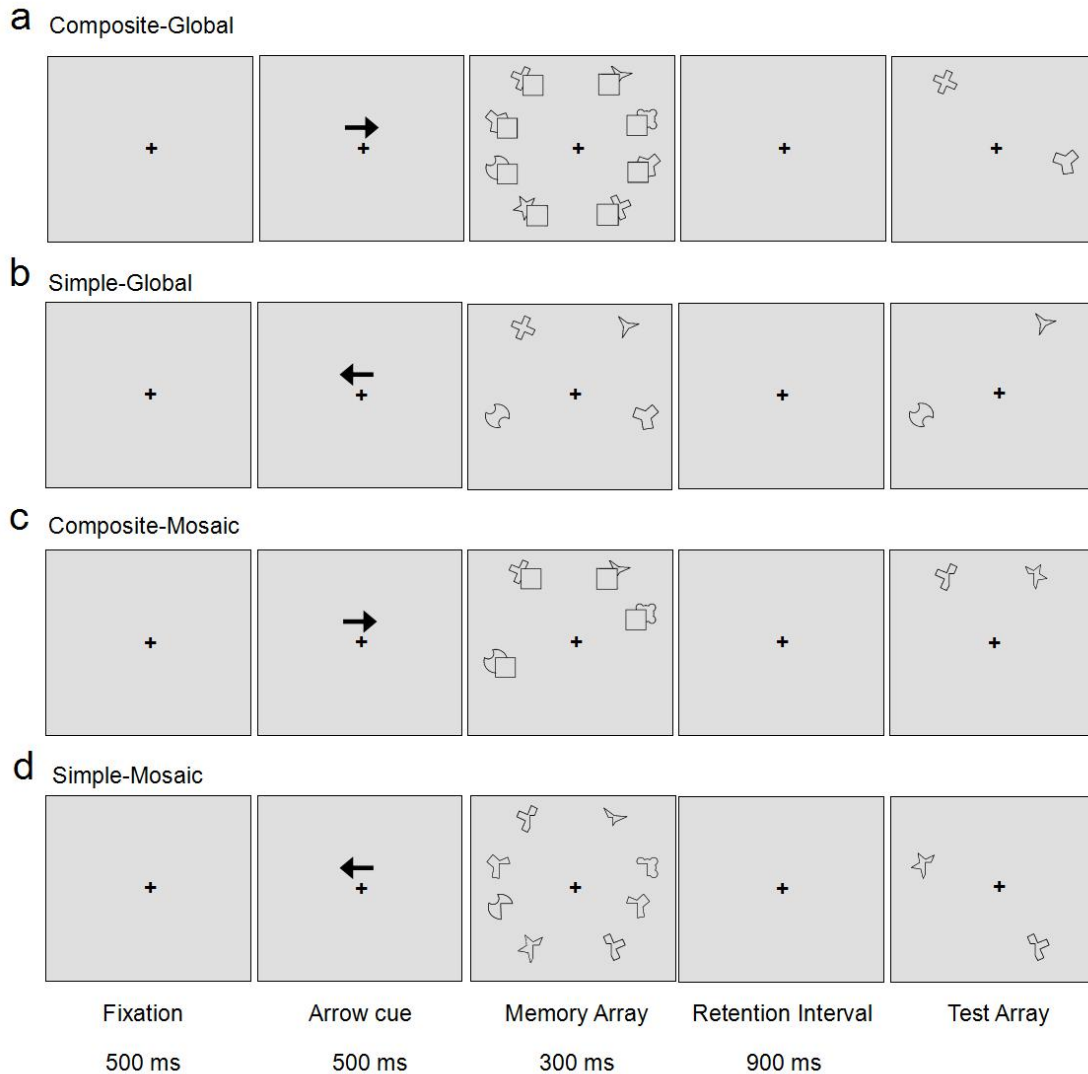 a Composite-Global
b Simple-Global
c Composite-Mosaic
d Simple-Mosaic
Fixation Arrow cue Memory Array Retention Interval Test Array
500 ms 500 ms 300 ms 900 ms